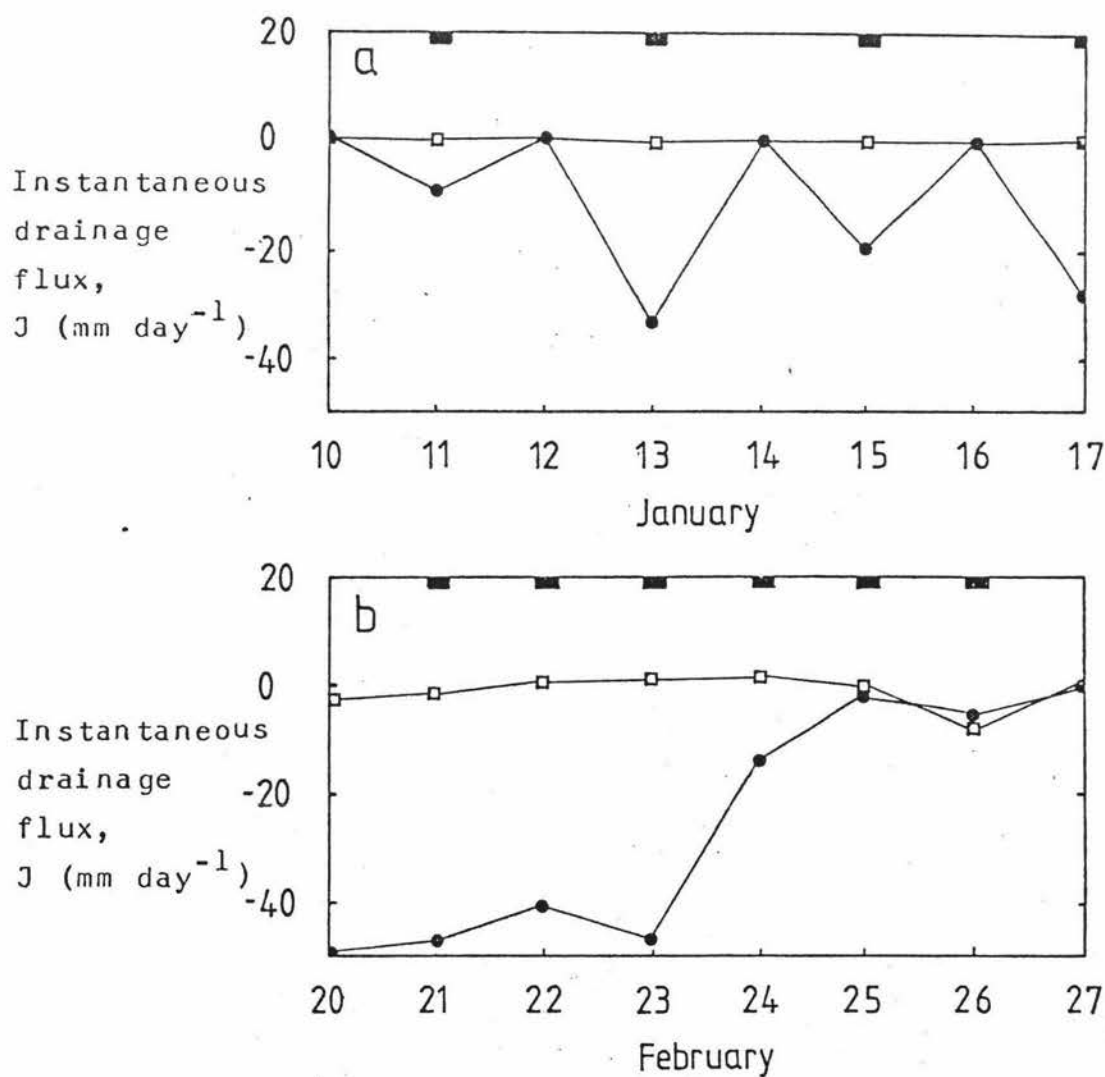 a
20
0
-20
-40
Instantaneous
drainage
flux,
J (mm day⁻¹)
10 11 12 13 14 15 16 17
January
b
20
0
-20
-40
Instantaneous
drainage
flux,
J (mm day⁻¹)
20 21 22 23 24 25 26 27
February